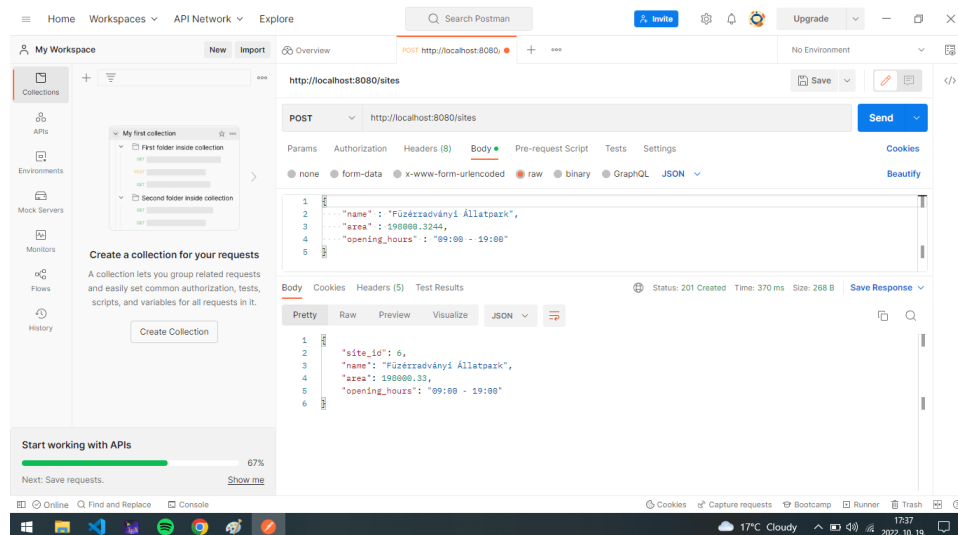 Home Workspaces API Network Explore Search Postman Invite Upgrade
My Workspace New Import Overview POST http://localhost:8080/ No Environment
Collections
APIs
Environments
Mock Servers
Monitors
Flows
History
My first collection
First folder inside collection
GET
POST
GET
Second folder inside collection
GET
GET
Create a collection for your requests
A collection lets you group related requests
and easily set common authorization, tests,
scripts, and variables for all requests in it.
Create Collection
Start working with APIs
67%
Next: Save requests. Show me
http://localhost:8080/sites Save
POST http://localhost:8080/sites Send
Params Authorization Headers (8) Body Pre-request Script Tests Settings Cookies
none form-data x-www-form-urlencoded raw binary GraphQL JSON Beautify
1 {
2 "name" : "Füzérradványi Állatpark",
3 "area" : 198000.3244,
4 "opening_hours" : "09:00 - 19:00"
5 }
Body Cookies Headers (5) Test Results Status: 201 Created Time: 370 ms Size: 268 B Save Response
Pretty Raw Preview Visualize JSON
1 {
2 "site_id": 6,
3 "name": "Füzérradványi Állatpark",
4 "area": 198000.33,
5 "opening_hours": "09:00 - 19:00"
6 }
Online Find and Replace Console Cookies Capture requests Bootcamp Runner Trash
17°C Cloudy 17:37
2022. 10. 19.